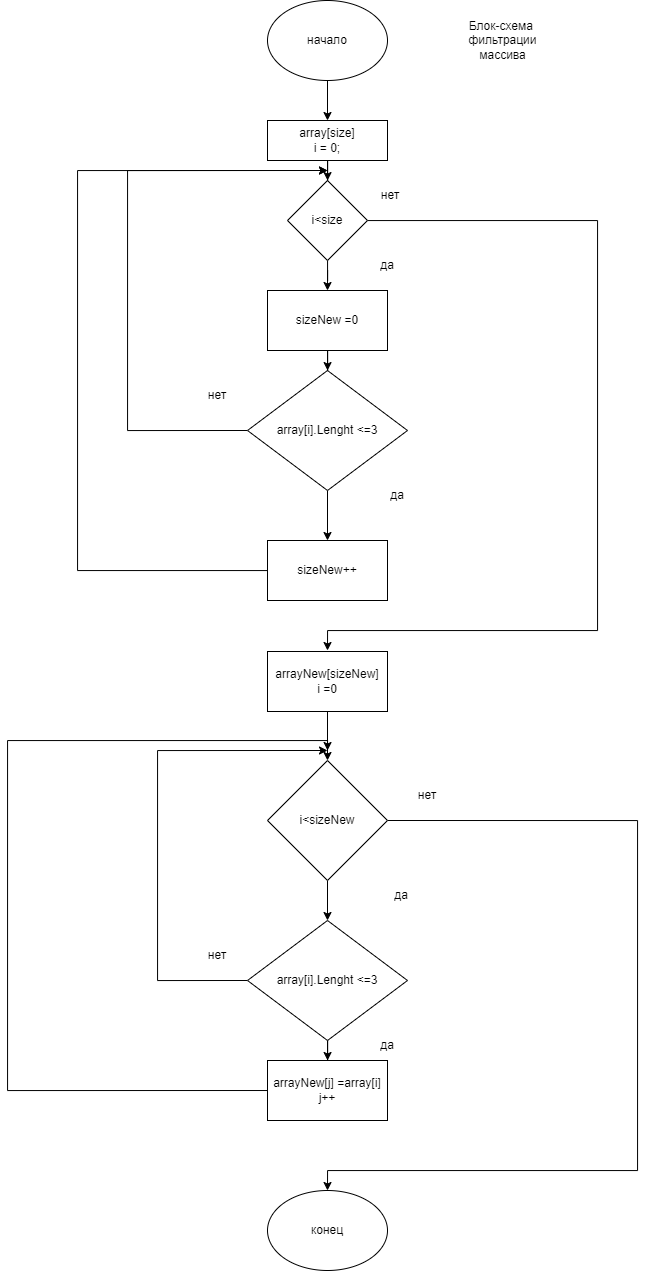 начало
Блок-схема
фильтрации
массива
array[size]
i = 0;
нет
i<size
да
sizeNew =0
нет
array[i].Lenght <=3
да
sizeNew++
arrayNew[sizeNew]
i =0
нет
i<sizeNew
да
нет
array[i].Lenght <=3
да
arrayNew[j] =array[i]
j++
конец